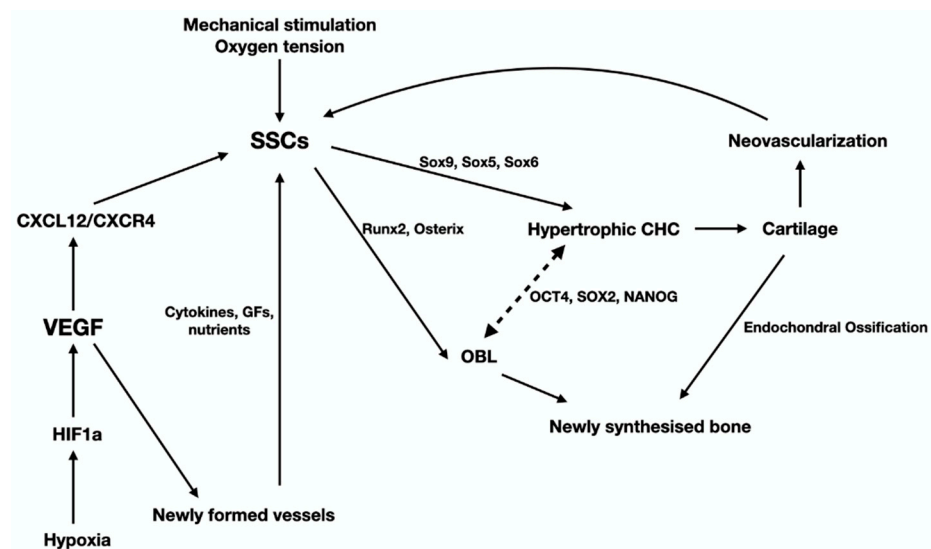 Mechanical stimulation
Oxygen tension
SSCs
Neovascularization
Sox9, Sox5, Sox6
CXCL12/CXCR4
Runx2, Osterix
Hypertrophic CHC
Cartilage
OCT4, SOX2, NANOG
Cytokines, GFs,
nutrients
VEGF
Endochondral Ossification
OBL
Newly synthesised bone
HIF1a
Newly formed vessels
Hypoxia